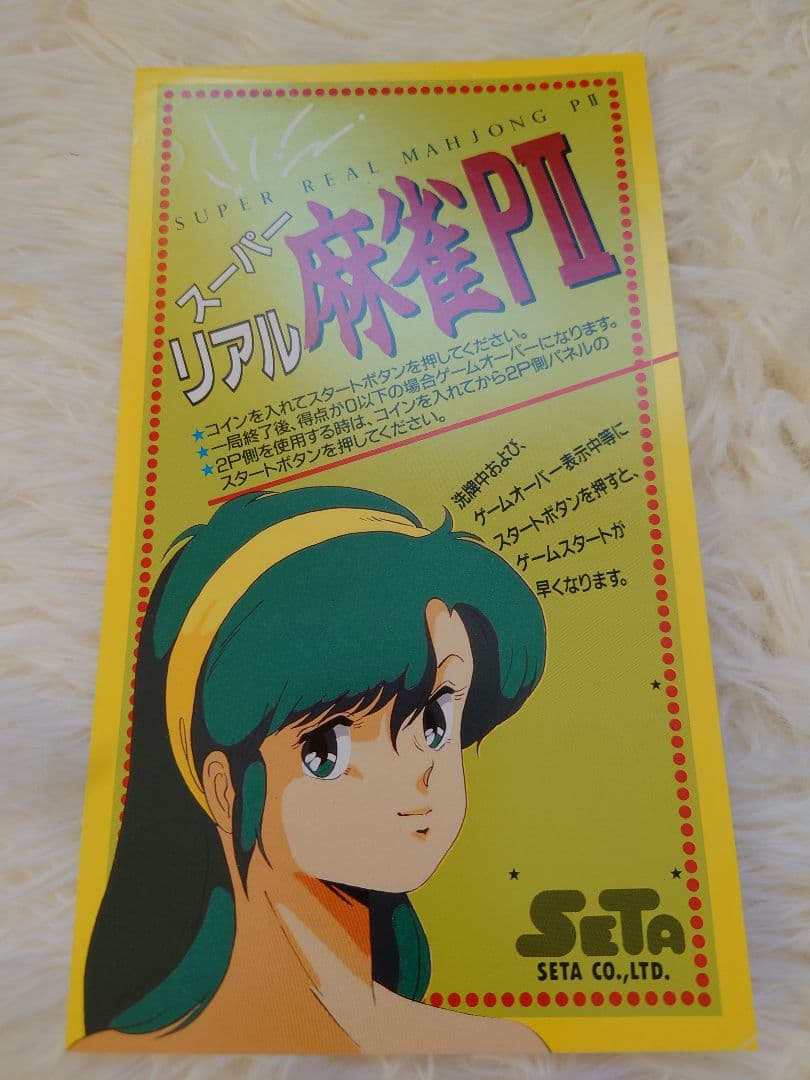 SUPER REAL MAHJONG PⅡ
スーパー
リアル麻雀PⅡ
★コインを入れてスタートボタンを押してください。
★一局終了後、得点が0以下の場合ゲームオーバーになります。
★2P側を使用する時は、コインを入れてから2P側パネルの
スタートボタンを押してください。
洗牌中および、
ゲームオーバー表示中等に
スタートボタンを押すと、
ゲームスタートが
早くなります。
SETA
SETA CO.,LTD.